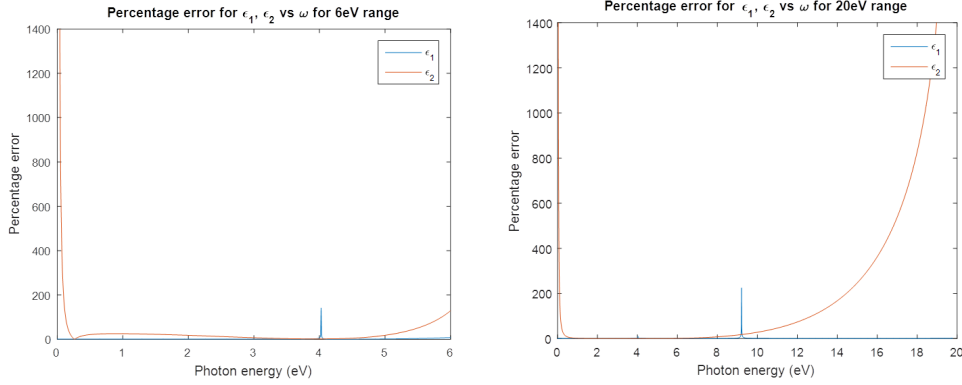 Percentage error for ϵ1, ϵ2 vs ω for 6eV range
1400
1200
1000
800
600
400
200
0
Percentage error
ϵ1
ϵ2
0 1 2 3 4 5 6
Photon energy (eV)
Percentage error for ϵ1, ϵ2 vs ω for 20eV range
1400
1200
1000
800
600
400
200
0
Percentage error
ϵ1
ϵ2
0 2 4 6 8 10 12 14 16 18 20
Photon energy (eV)